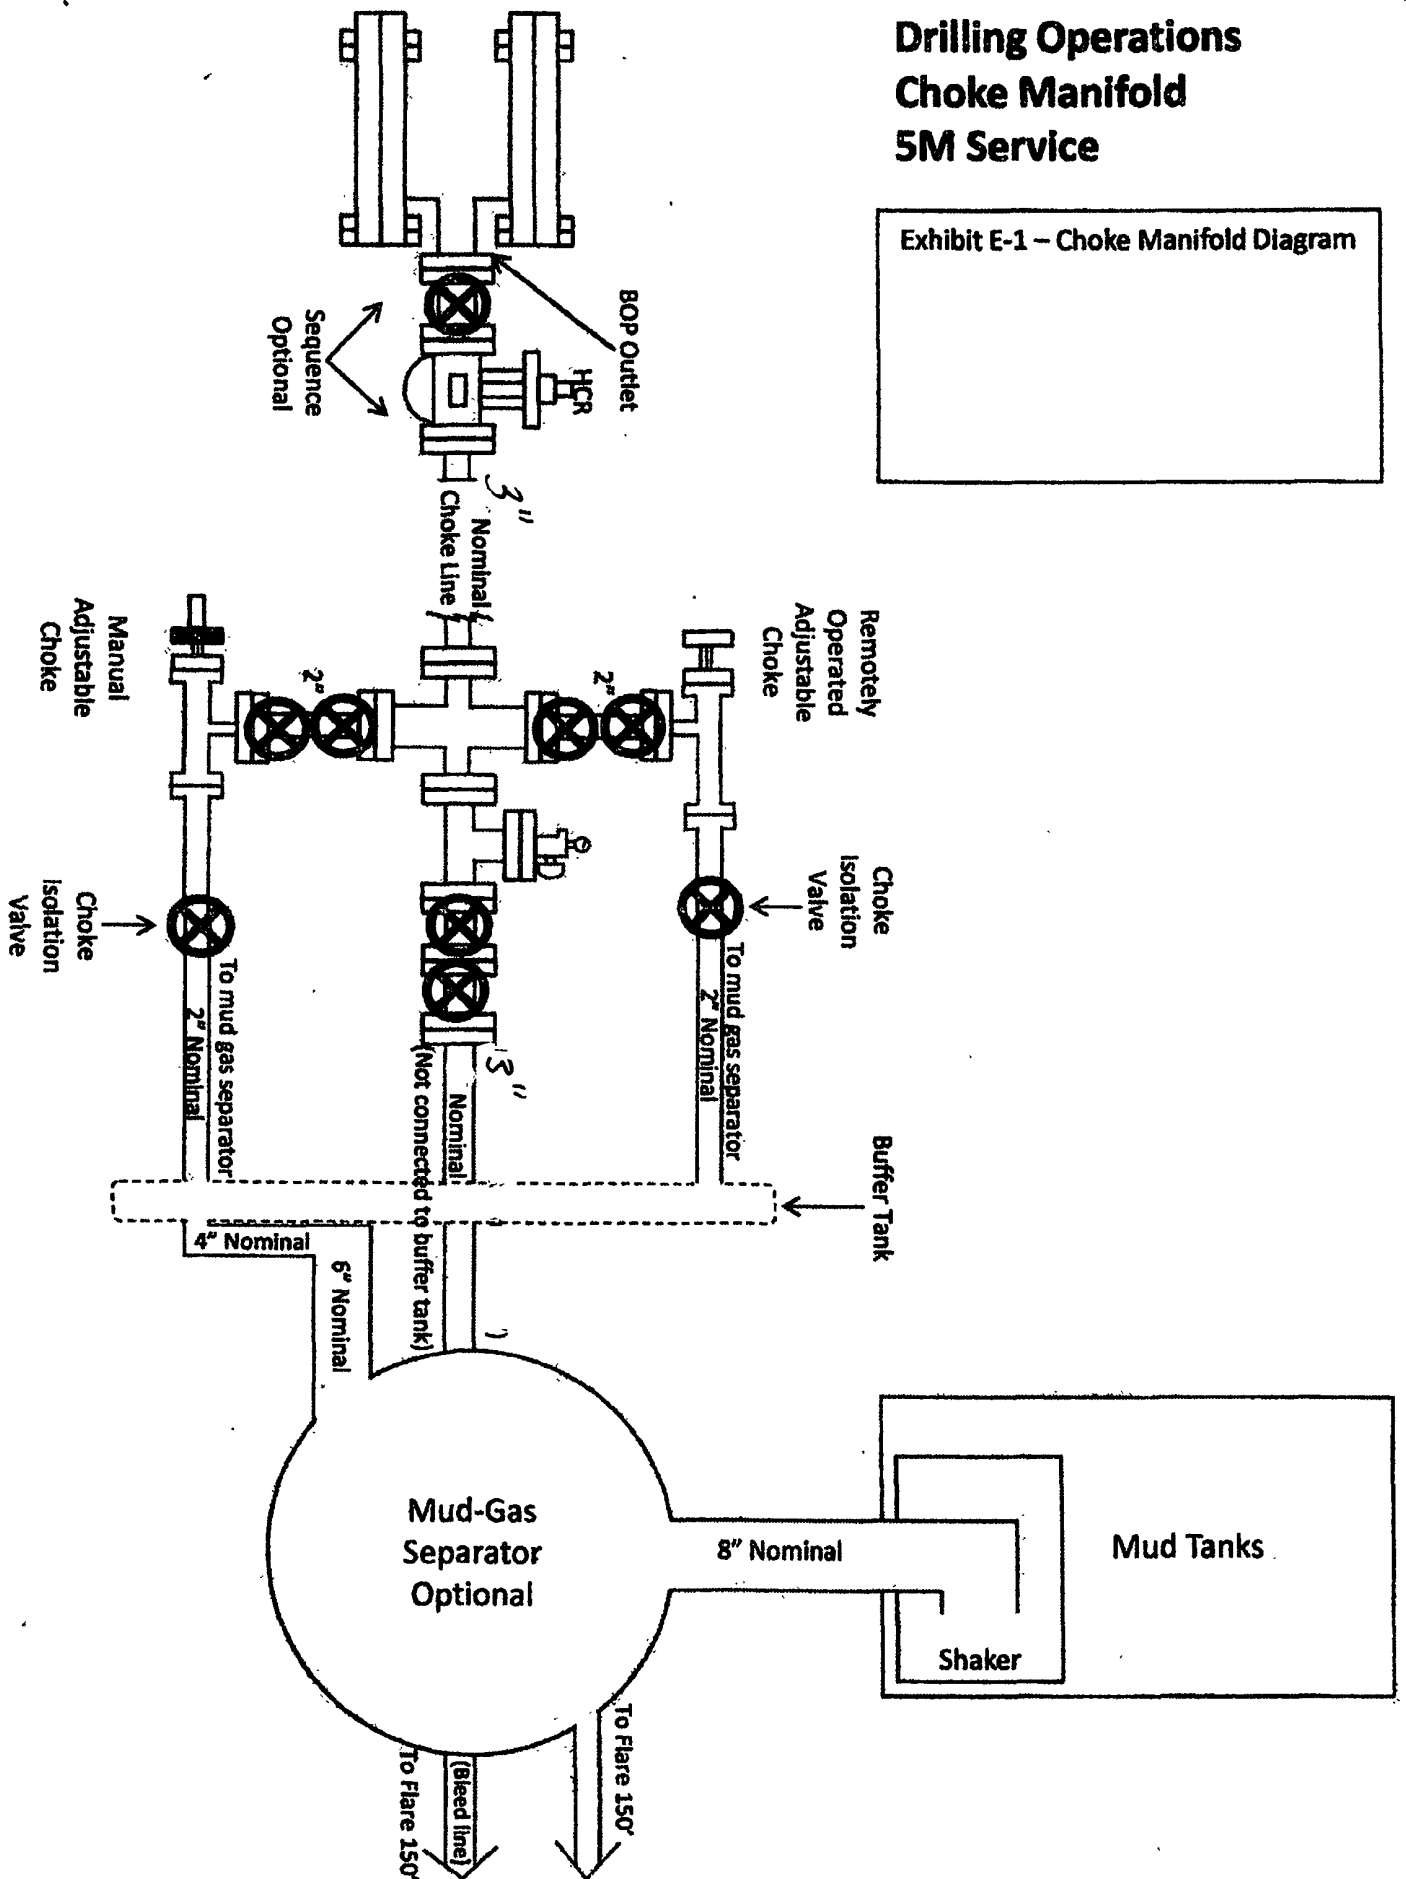 Drilling Operations
Choke Manifold
5M Service
Exhibit E-1 – Choke Manifold Diagram
BOP Outlet
HCR
Sequence
Optional
3"
Nominal
Choke Line
Remotely
Operated
Adjustable
Choke
Manual
Adjustable
Choke
2"
2"
Choke
Isolation
Valve
Choke
Isolation
Valve
To mud gas separator
2" Nominal
To mud gas separator
2" Nominal
3"
Nominal
(Not connected to buffer tank)
Buffer Tank
4" Nominal
6" Nominal
Mud-Gas
Separator
Optional
8" Nominal
Mud Tanks
Shaker
To Flare 150'
(Bleed line)
To Flare 150'